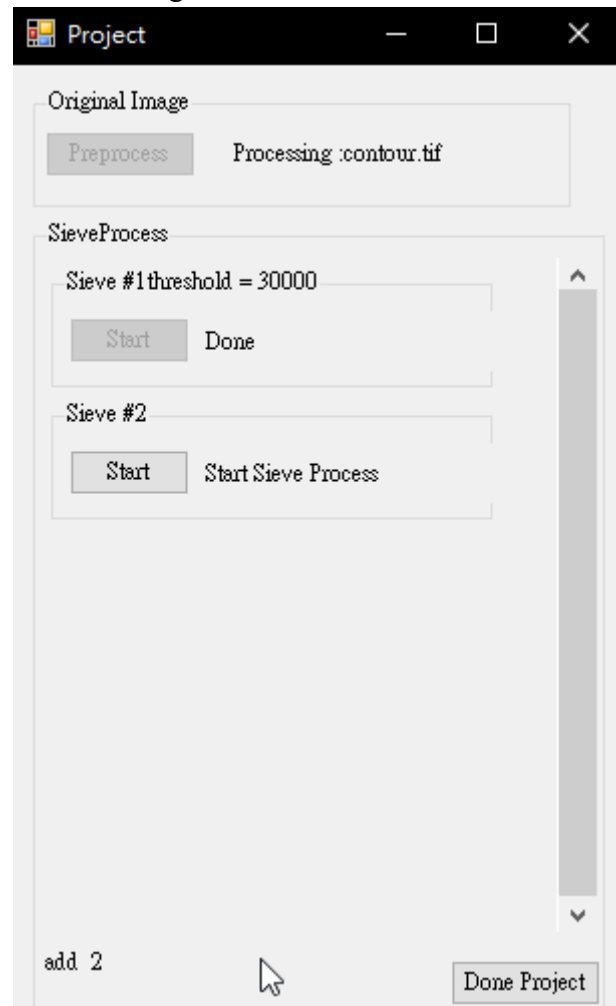 Project
Original Image
Preprocess Processing :contour.tif
SieveProcess
Sieve #1threshold = 30000
Start Done
Sieve #2
Start Start Sieve Process
add 2
Done Project